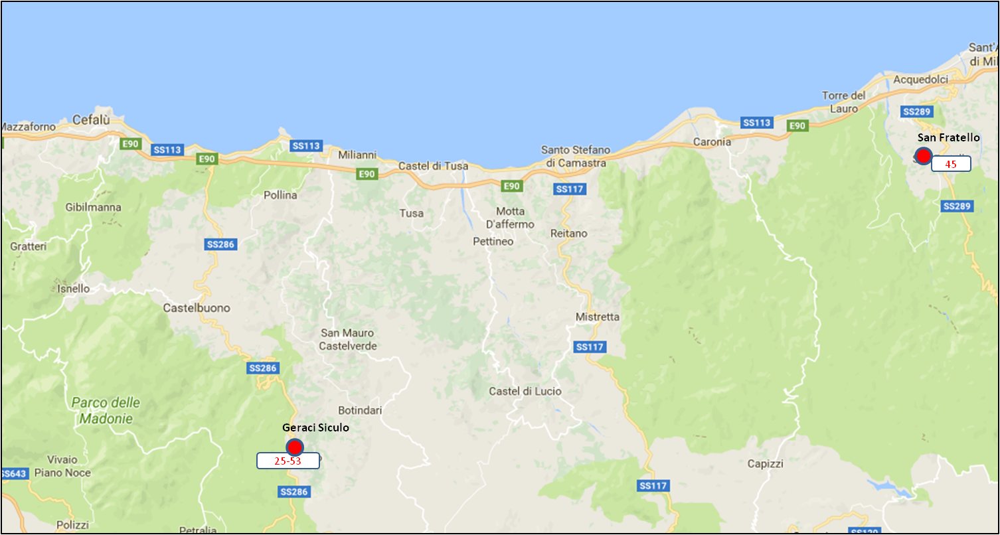 Sant'A
di Mil
Acquedolci
Torre del
Lauro
SS289
Mazzaforno
Cefalù
SS113
E90
San Fratello
45
E90
SS113
SS113
Caronia
E90
Milianni
Castel di Tusa
Santo Stefano
di Camastra
E90
E90
SS117
Pollina
Gibilmanna
Tusa
Motta
D'affermo
SS289
Reitano
Pettineo
Gratteri
SS286
Isnello
Castelbuono
Mistretta
San Mauro
Castelverde
SS117
SS286
Castel di Lucio
Parco delle
Madonie
Botindari
Geraci Siculo
25-53
Vivaio
Piano Noce
SS643
Capizzi
SS117
SS286
Polizzi
Petralia
SS120